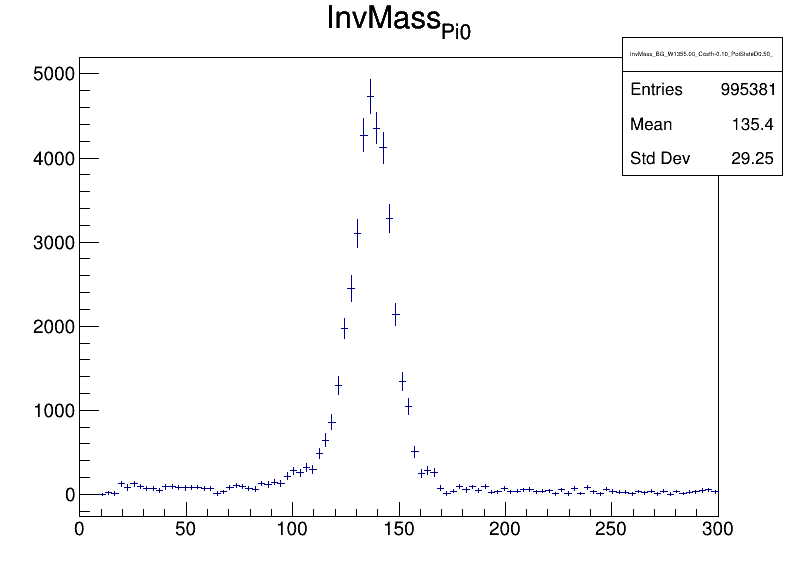 InvMass_Pi0
InvMass_BG_W1355.00_Costh-0.10_PolStateD0.50_
Entries 995381
Mean 135.4
Std Dev 29.25
5000
4000
3000
2000
1000
0
0 50 100 150 200 250 300